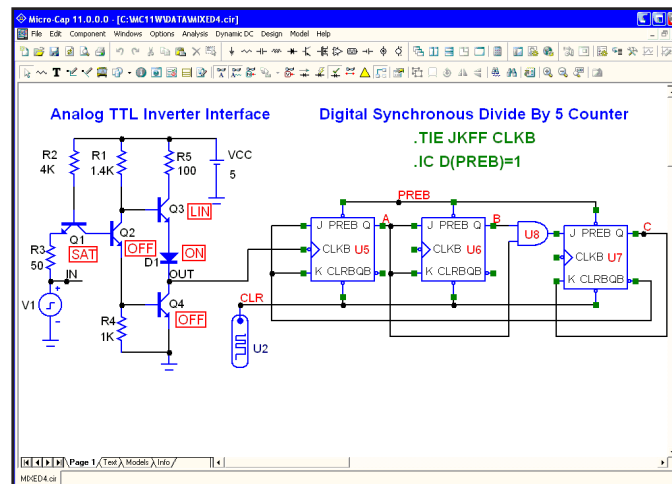 Micro-Cap 11.0.0.0 - [C:\MC11W\DATA\MIXED4.cir]
File Edit Component Windows Options Analysis Dynamic DC Design Model Help
Analog TTL Inverter Interface
Digital Synchronous Divide By 5 Counter
.TIE JKFF CLKB
.IC D(PREB)=1
R2
4K
R1
1.4K
R5
100
VCC
5
Q1
SAT
Q2
OFF
Q3
LIN
D1
ON
OUT
R3
50
IN
V1
R4
1K
Q4
OFF
CLR
U2
PREB
A
B
C
J PREB Q
CLKB U5
K CLRBQB
J PREB Q
CLKB U6
K CLRBQB
U8
J PREB Q
CLKB U7
K CLRBQB
Page 1 Text Models Info
MIXED4.cir